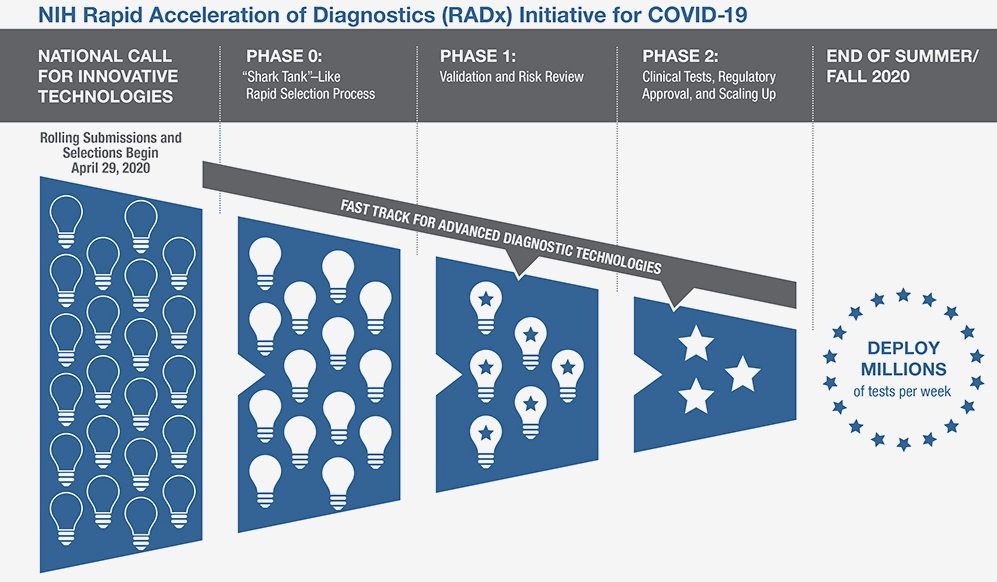 NIH Rapid Acceleration of Diagnostics (RADx) Initiative for COVID-19
NATIONAL CALL
FOR INNOVATIVE
TECHNOLOGIES
PHASE 0:
“Shark Tank”–Like
Rapid Selection Process
PHASE 1:
Validation and Risk Review
PHASE 2:
Clinical Tests, Regulatory
Approval, and Scaling Up
END OF SUMMER/
FALL 2020
Rolling Submissions and
Selections Begin
April 29, 2020
FAST TRACK FOR ADVANCED DIAGNOSTIC TECHNOLOGIES
DEPLOY
MILLIONS
of tests per week